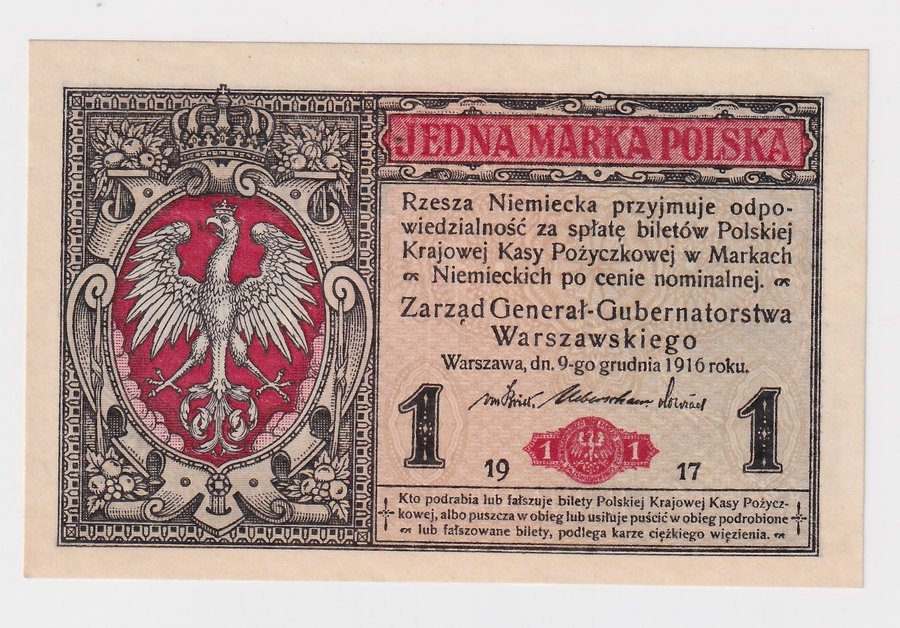 JEDNA MARKA POLSKA
Rzesza Niemiecka przyjmuje odpo-
wiedzialność za spłatę biletów Polskiej
Krajowej Kasy Pożyczkowej w Markach
Niemieckich po cenie nominalnej.
Zarząd Generał-Gubernatorstwa
Warszawskiego
Warszawa, dn. 9-go grudnia 1916 roku.
1 1
1 1
19 17
Kto podrabia lub fałszuje bilety Polskiej Krajowej Kasy Pożycz-
kowej, albo puszcza w obieg lub usiłuje puścić w obieg podrobione
lub fałszowane bilety, podlega karze ciężkiego więzienia.